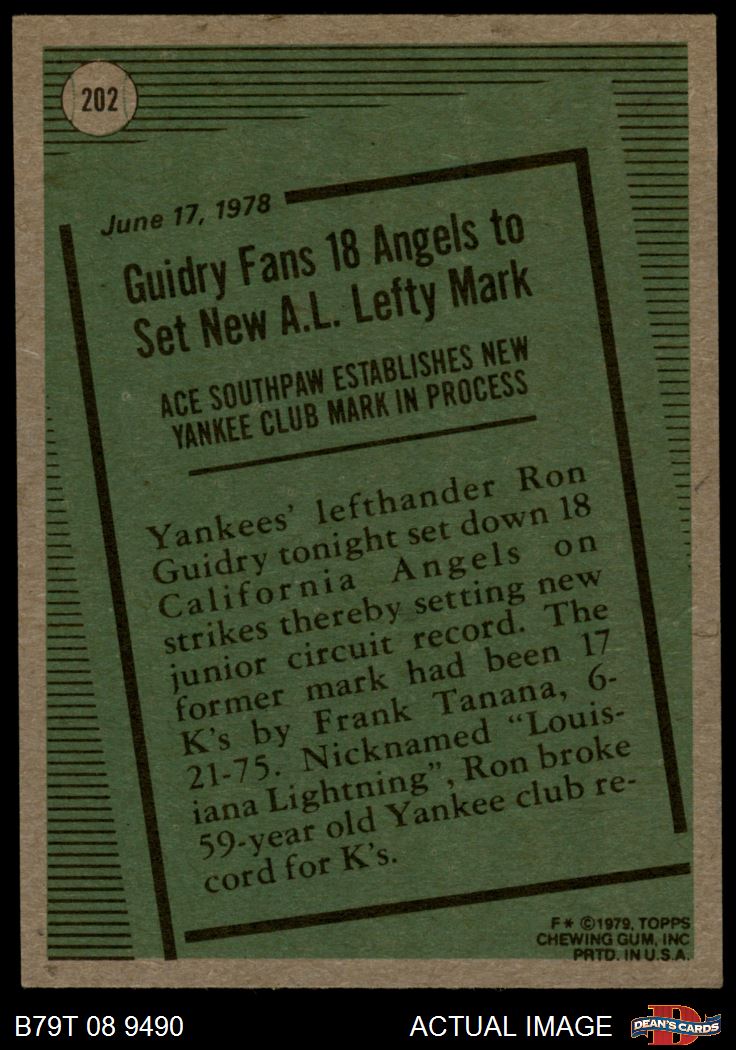 202
June 17, 1978
Guidry Fans 18 Angels to
Set New A.L. Lefty Mark
ACE SOUTHPAW ESTABLISHES NEW
YANKEE CLUB MARK IN PROCESS
Yankees' lefthander Ron
Guidry tonight set down 18
California Angels on
strikes thereby setting new
junior circuit record. The
former mark had been 17
K's by Frank Tanana, 6-
21-75. Nicknamed "Louis-
iana Lightning", Ron broke
59-year old Yankee club re-
cord for K's.
F* ©1979, TOPPS
CHEWING GUM, INC
PRTD. IN U.S.A.
B79T 08 9490
ACTUAL IMAGE
DEAN'S CARDS